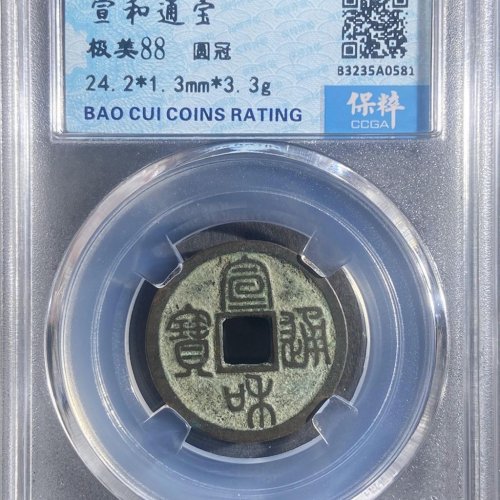 宣和通宝
极美88 圆冠
24.2*1.3mm*3.3g
BAO CUI COINS RATING
B3235A0581
保粹
CCGA
宣
寶 通
和